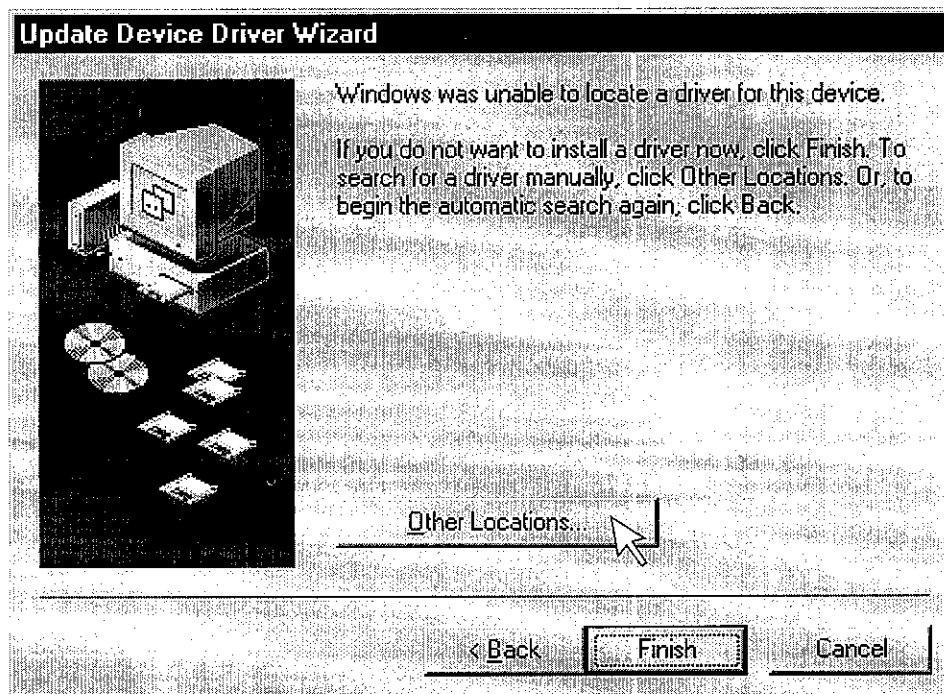 Update Device Driver Wizard
Windows was unable to locate a driver for this device.
If you do not want to install a driver now, click Finish. To
search for a driver manually, click Other Locations. Or, to
begin the automatic search again, click Back.
Other Locations...
< Back
Finish
Cancel